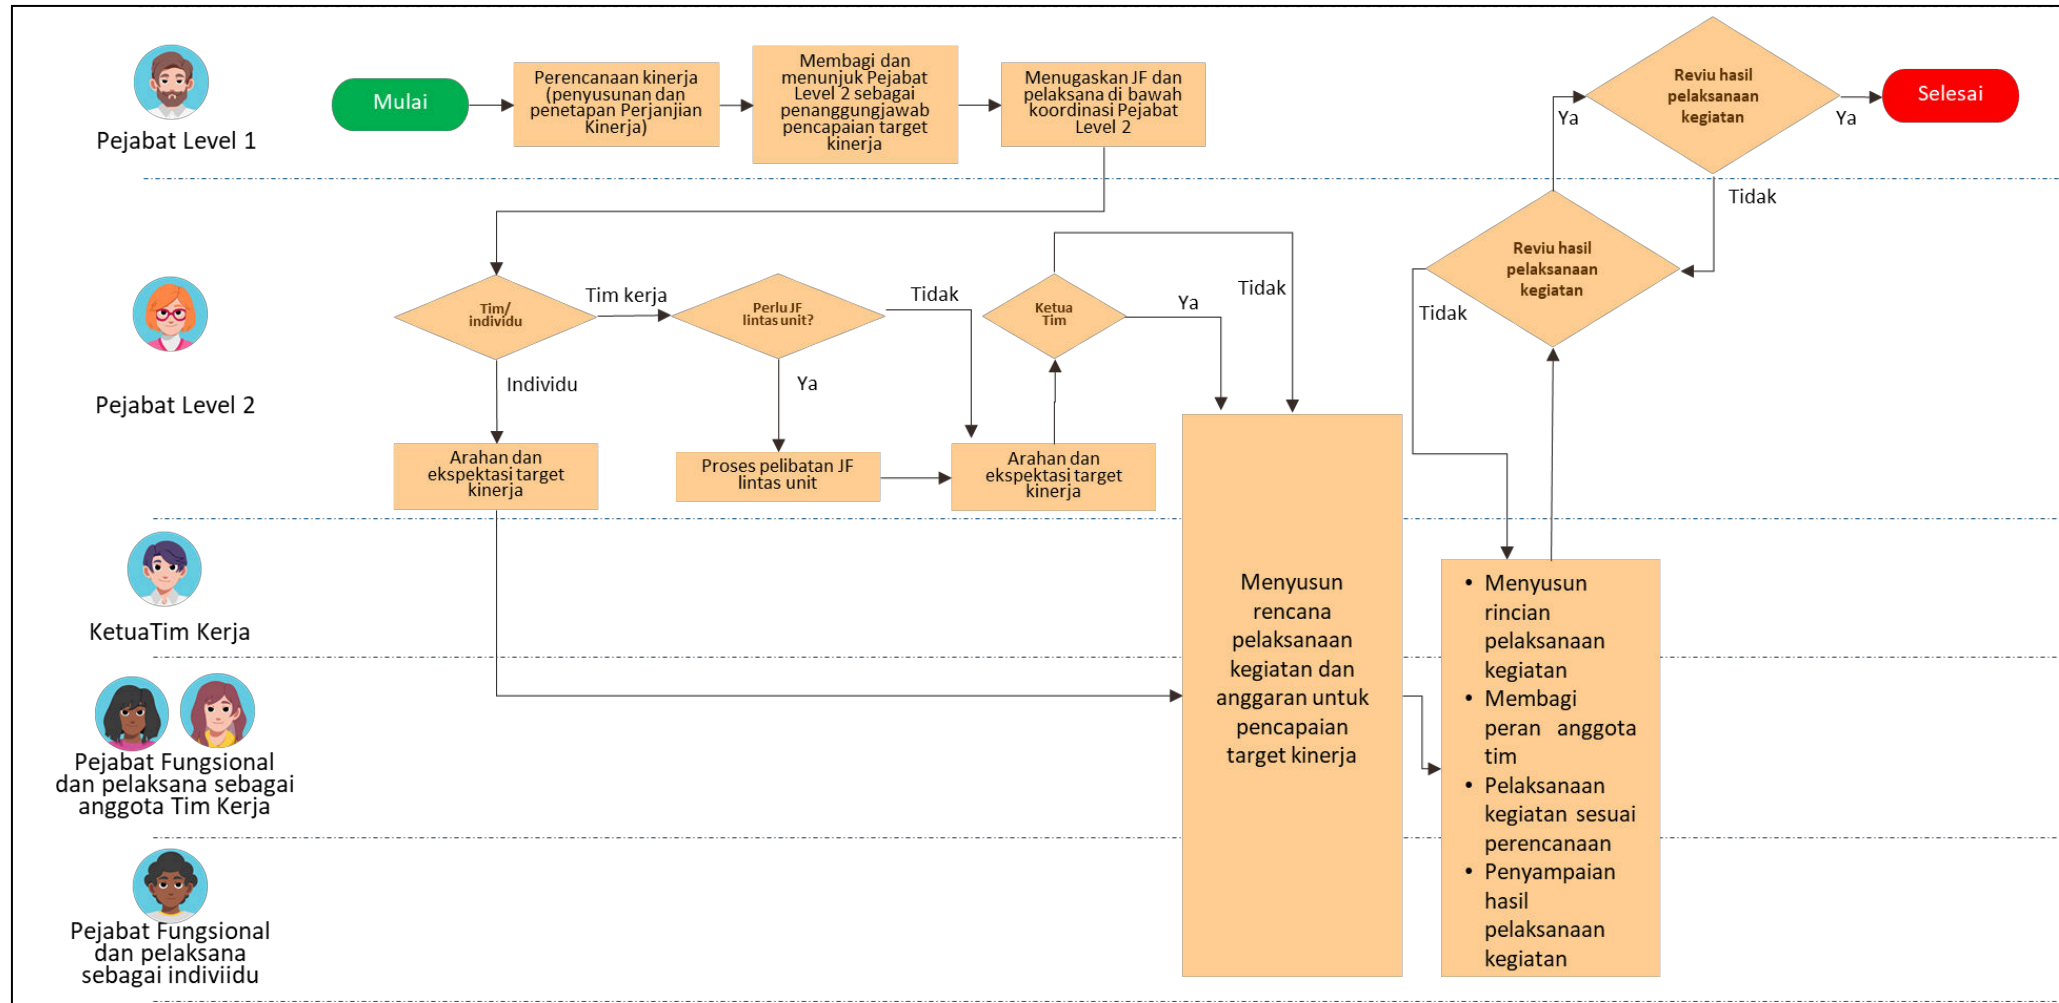 Pejabat Level 1
Mulai
Perencanaan kinerja
(penyusunan dan
penetapan Perjanjian
Kinerja)
Membagi dan
menunjuk Pejabat
Level 2 sebagai
penanggungjawab
pencapaian target
kinerja
Menugaskan JF dan
pelaksana di bawah
koordinasi Pejabat
Level 2
Reviu hasil
pelaksanaan
kegiatan
Ya
Ya
Selesai
Tidak
Pejabat Level 2
Tim/
individu
Tim kerja
Individu
Perlu JF
lintas unit?
Tidak
Ya
Ketua
Tim
Ya
Tidak
Reviu hasil
pelaksanaan
kegiatan
Tidak
Arahan dan
ekspektasi target
kinerja
Proses pelibatan JF
lintas unit
Arahan dan
ekspektasi target
kinerja
KetuaTim Kerja
Menyusun
rencana
pelaksanaan
kegiatan dan
anggaran untuk
pencapaian
target kinerja
• Menyusun
rincian
pelaksanaan
kegiatan
• Membagi
peran anggota
tim
• Pelaksanaan
kegiatan sesuai
perencanaan
• Penyampaian
hasil
pelaksanaan
kegiatan
Pejabat Fungsional
dan pelaksana sebagai
anggota Tim Kerja
Pejabat Fungsional
dan pelaksana
sebagai indiviidu